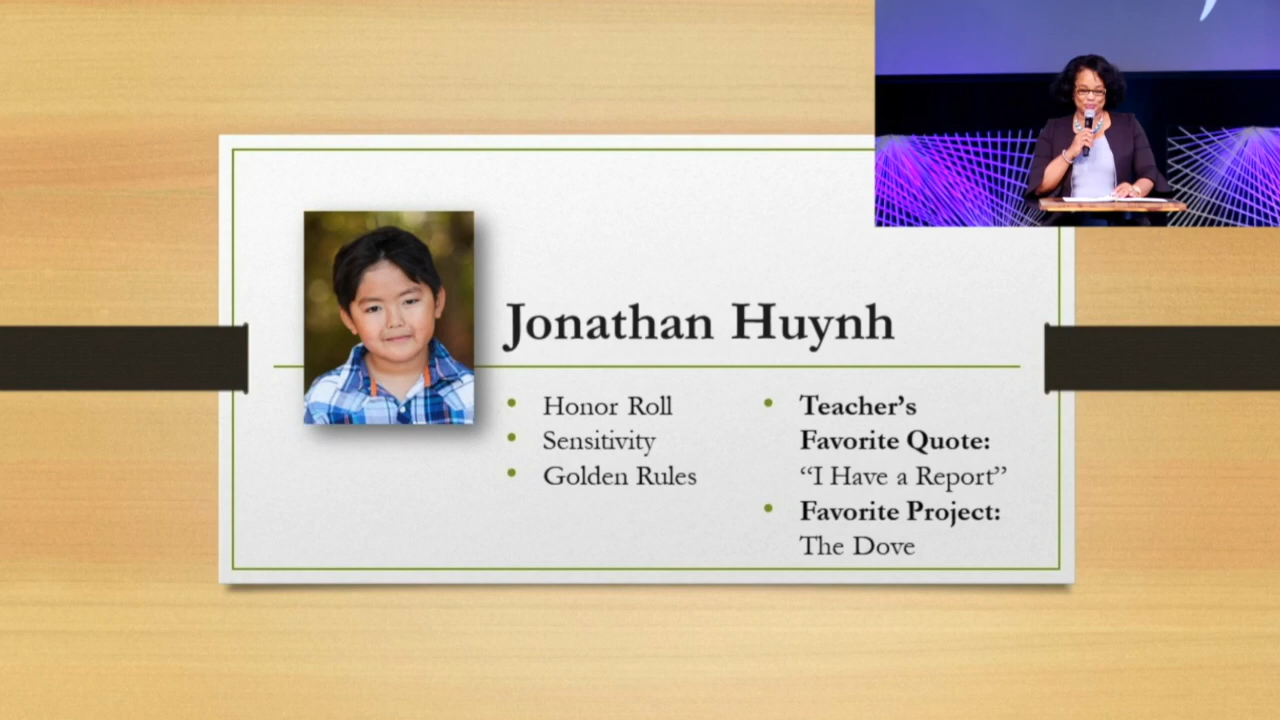 Jonathan Huynh
• Honor Roll
• Sensitivity
• Golden Rules
• Teacher’s
Favorite Quote:
“I Have a Report”
• Favorite Project:
The Dove